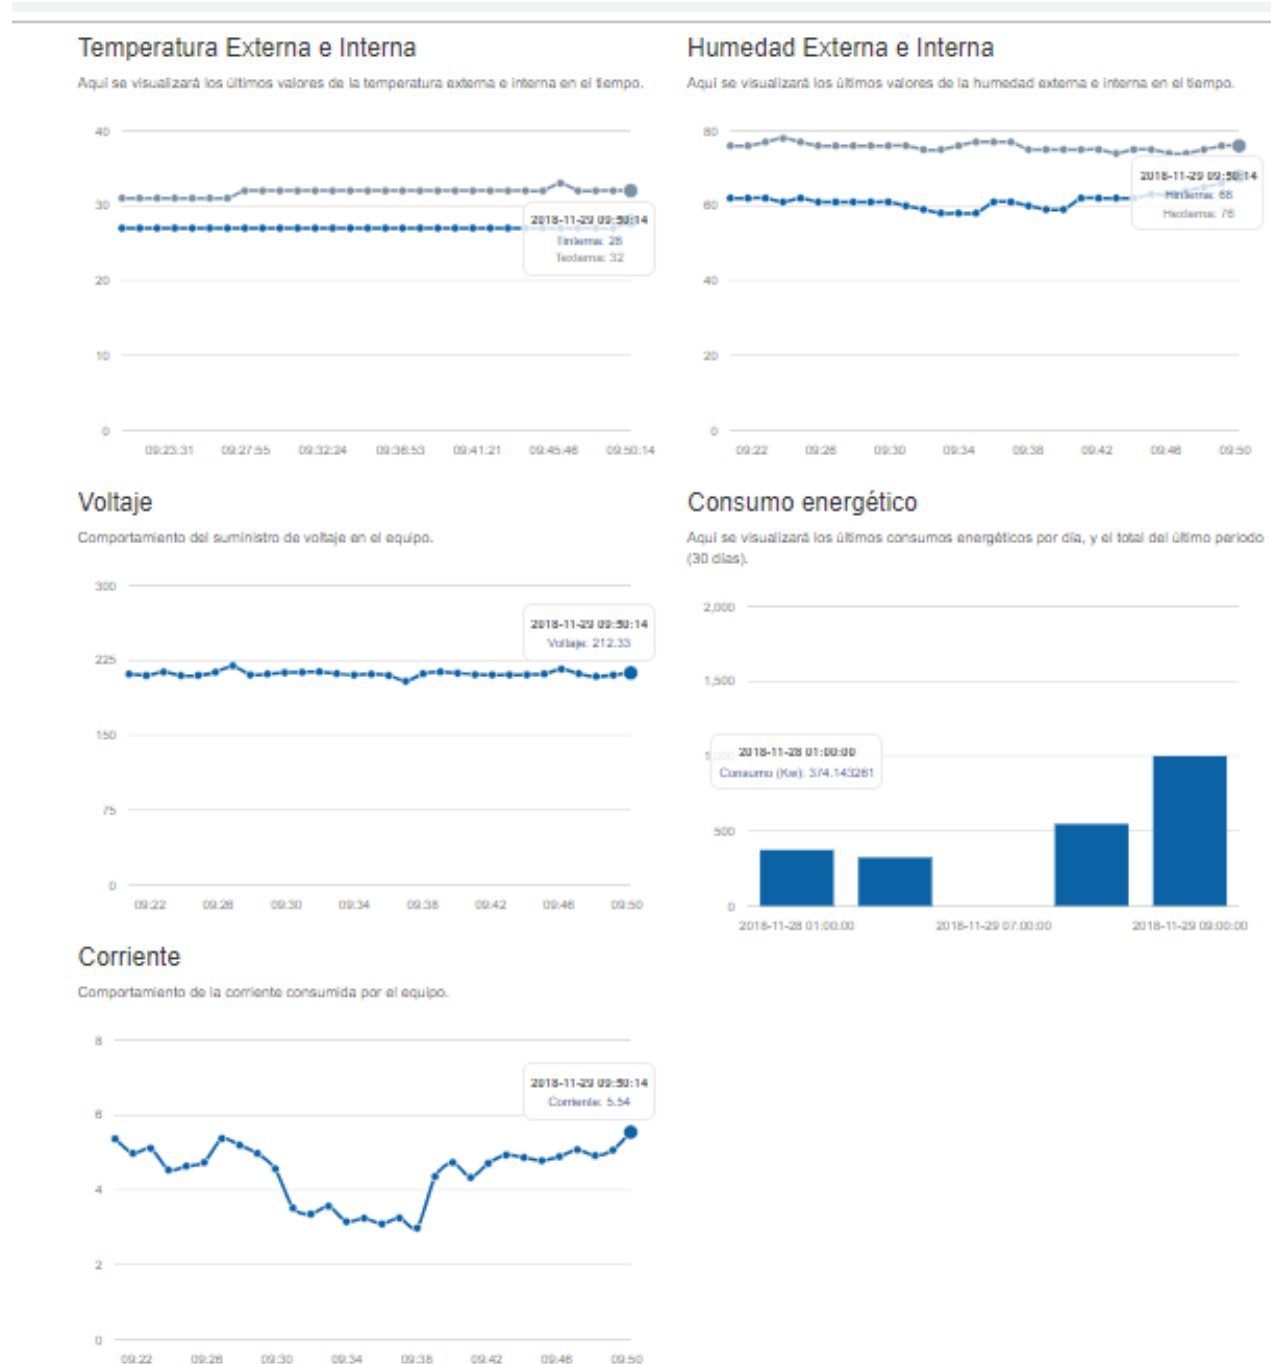 Temperatura Externa e Interna
Aquí se visualizará los últimos valores de la temperatura externa e interna en el tiempo.
40
30
20
10
0
2018-11-29 09:50:14
TInterna: 28
Texterna: 32
09:23:31 09:27:55 09:32:24 09:36:53 09:41:21 09:45:46 09:50:14
Humedad Externa e Interna
Aquí se visualizará los últimos valores de la humedad externa e interna en el tiempo.
80
60
40
20
0
2018-11-29 09:50:14
HInterna: 68
Hexterna: 76
09:22 09:26 09:30 09:34 09:38 09:42 09:46 09:50
Voltaje
Comportamiento del suministro de voltaje en el equipo.
300
225
150
75
0
2018-11-29 09:50:14
Voltaje: 212.33
09:22 09:26 09:30 09:34 09:38 09:42 09:46 09:50
Consumo energético
Aquí se visualizará los últimos consumos energéticos por día, y el total del último periodo
(30 días).
2,000
1,500
1,000
500
0
2018-11-28 01:00:00
Consumo (Kw): 374.143261
2018-11-28 01:00:00 2018-11-29 07:00:00 2018-11-29 09:00:00
Corriente
Comportamiento de la corriente consumida por el equipo.
8
6
4
2
0
2018-11-29 09:50:14
Corriente: 5.54
09:22 09:26 09:30 09:34 09:38 09:42 09:46 09:50